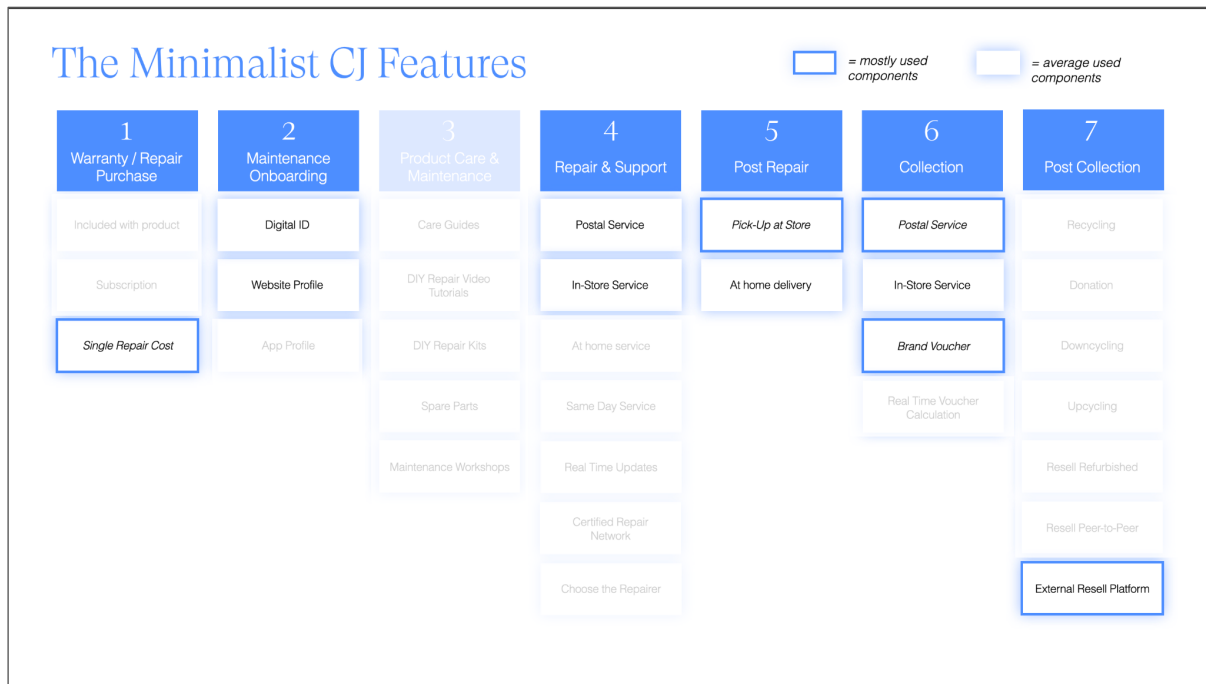 The Minimalist CJ Features
= mostly used
components
= average used
components
1
Warranty / Repair
Purchase
Included with product
Subscription
Single Repair Cost
2
Maintenance
Onboarding
Digital ID
Website Profile
App Profile
3
Product Care &
Maintenance
Care Guides
DIY Repair Video
Tutorials
DIY Repair Kits
Spare Parts
Maintenance Workshops
4
Repair & Support
Postal Service
In-Store Service
At home service
Same Day Service
Real Time Updates
Certified Repair
Network
Choose the Repairer
5
Post Repair
Pick-Up at Store
At home delivery
6
Collection
Postal Service
In-Store Service
Brand Voucher
Real Time Voucher
Calculation
7
Post Collection
Recycling
Donation
Downcycling
Upcycling
Resell Refurbished
Resell Peer-to-Peer
External Resell Platform